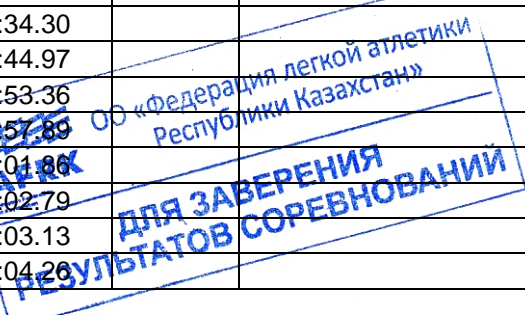 :34.30
:44.97
:53.36
:57.89
:01.86
:02.79
:03.13
:04.26
ОО «Федерация легкой атлетики
Республики Казахстан»
AFRK
ДЛЯ ЗАВЕРЕНИЯ
РЕЗУЛЬТАТОВ СОРЕВНОВАНИЙ